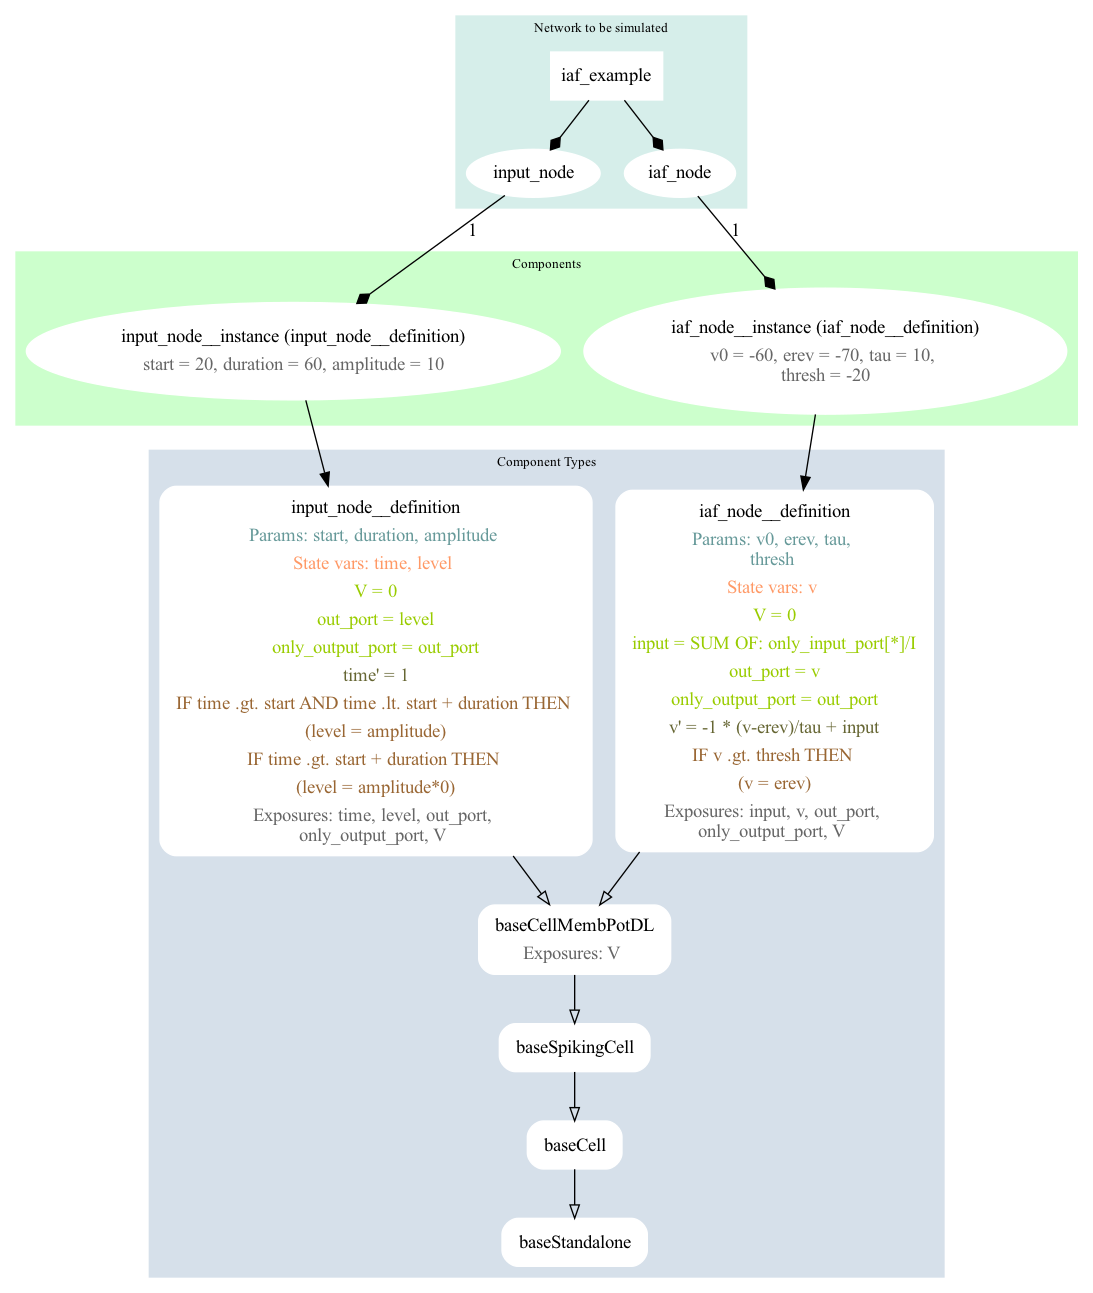 Network to be simulated
iaf_example
input_node
iaf_node
1
1
Components
input_node__instance (input_node__definition)
start = 20, duration = 60, amplitude = 10
iaf_node__instance (iaf_node__definition)
v0 = -60, erev = -70, tau = 10,
thresh = -20
Component Types
input_node__definition
Params: start, duration, amplitude
State vars: time, level
V = 0
out_port = level
only_output_port = out_port
time' = 1
IF time .gt. start AND time .lt. start + duration THEN
(level = amplitude)
IF time .gt. start + duration THEN
(level = amplitude*0)
Exposures: time, level, out_port,
only_output_port, V
iaf_node__definition
Params: v0, erev, tau,
thresh
State vars: v
V = 0
input = SUM OF: only_input_port[*]/I
out_port = v
only_output_port = out_port
v' = -1 * (v-erev)/tau + input
IF v .gt. thresh THEN
(v = erev)
Exposures: input, v, out_port,
only_output_port, V
baseCellMembPotDL
Exposures: V
baseSpikingCell
baseCell
baseStandalone